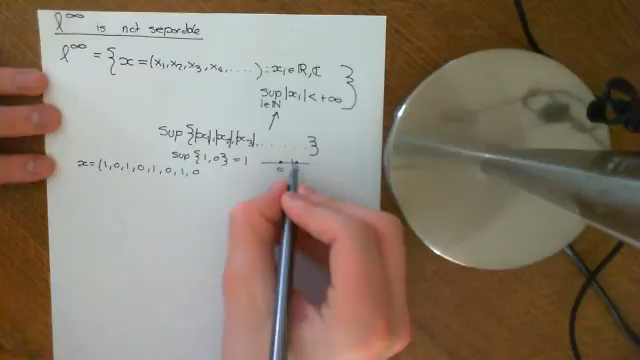 l^∞ is not separable
l^∞ = { x = (x₁, x₂, x₃, x₄, .....) : xᵢ ∈ ℝ, ℂ
sup |xᵢ| < +∞ }
i∈ℕ
sup { |x₁|, |x₂|, |x₃|, ...... }
sup { 1, 0 } = 1
x = (1, 0, 1, 0, 1, 0, 1, 0
0